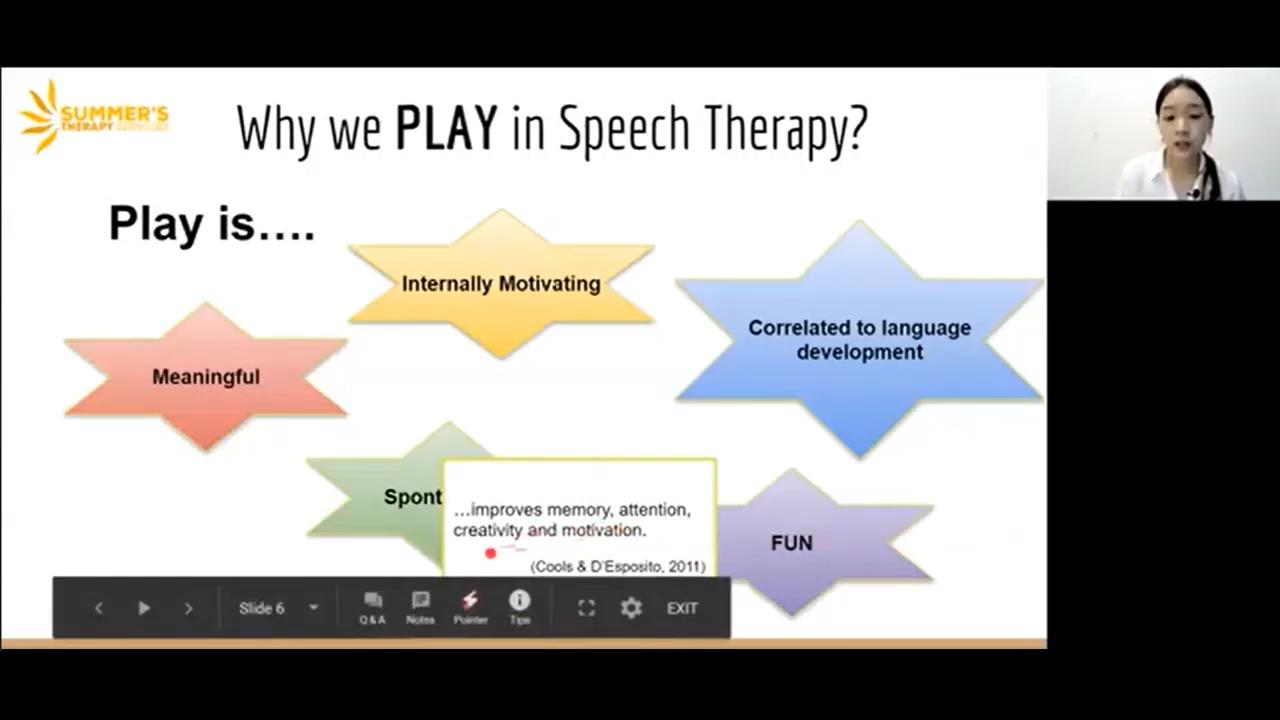 SUMMER'S
THERAPY SERVICES
Why we PLAY in Speech Therapy?
Play is....
Internally Motivating
Correlated to language
development
Meaningful
Spont
...improves memory, attention,
creativity and motivation.
(Cools & D'Esposito, 2011)
FUN
Slide 6
Q&A
Notes
Pointer
Tips
EXIT